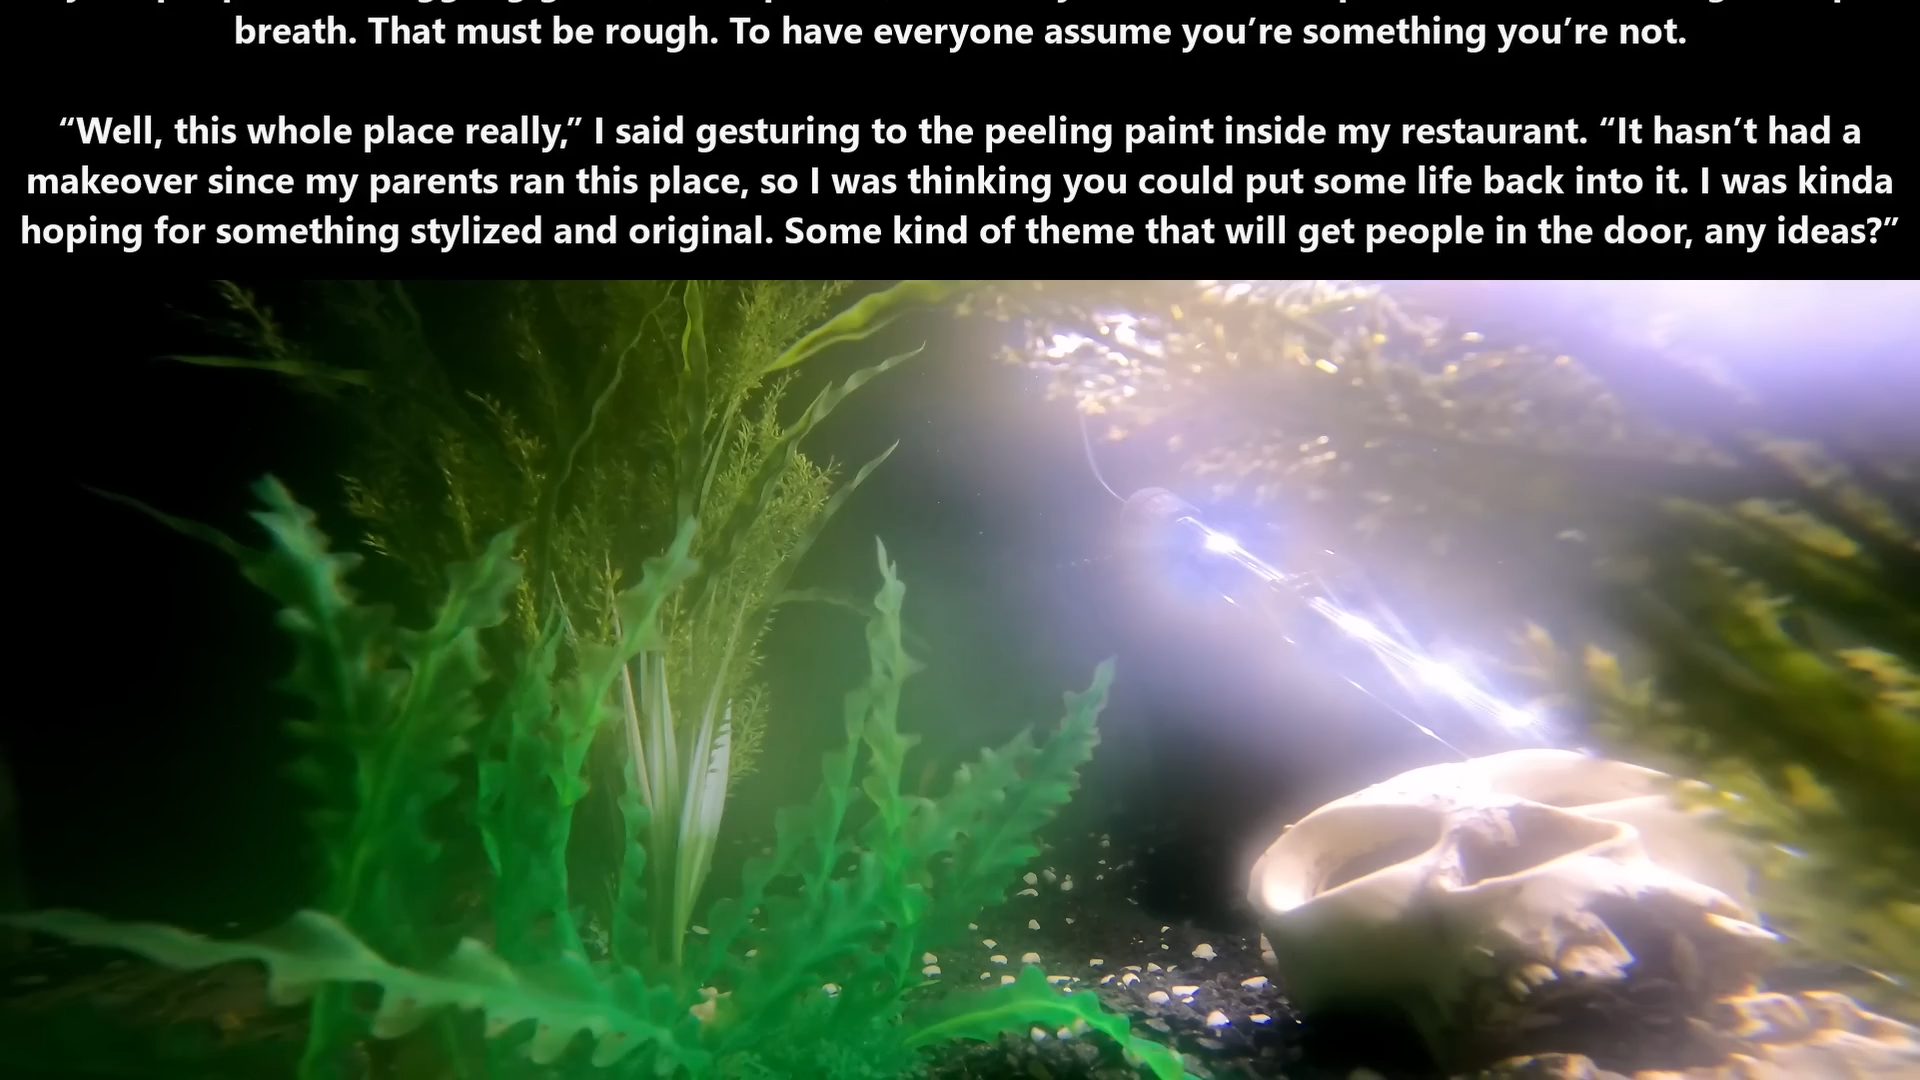 breath. That must be rough. To have everyone assume you’re something you’re not.
“Well, this whole place really,” I said gesturing to the peeling paint inside my restaurant. “It hasn’t had a
makeover since my parents ran this place, so I was thinking you could put some life back into it. I was kinda
hoping for something stylized and original. Some kind of theme that will get people in the door, any ideas?”